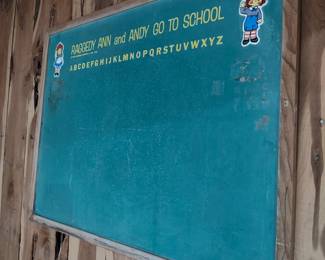 RAGGEDY ANN and ANDY GO TO SCHOOL
ABCDEFGHIJKLMNOPQRSTUVWXYZ